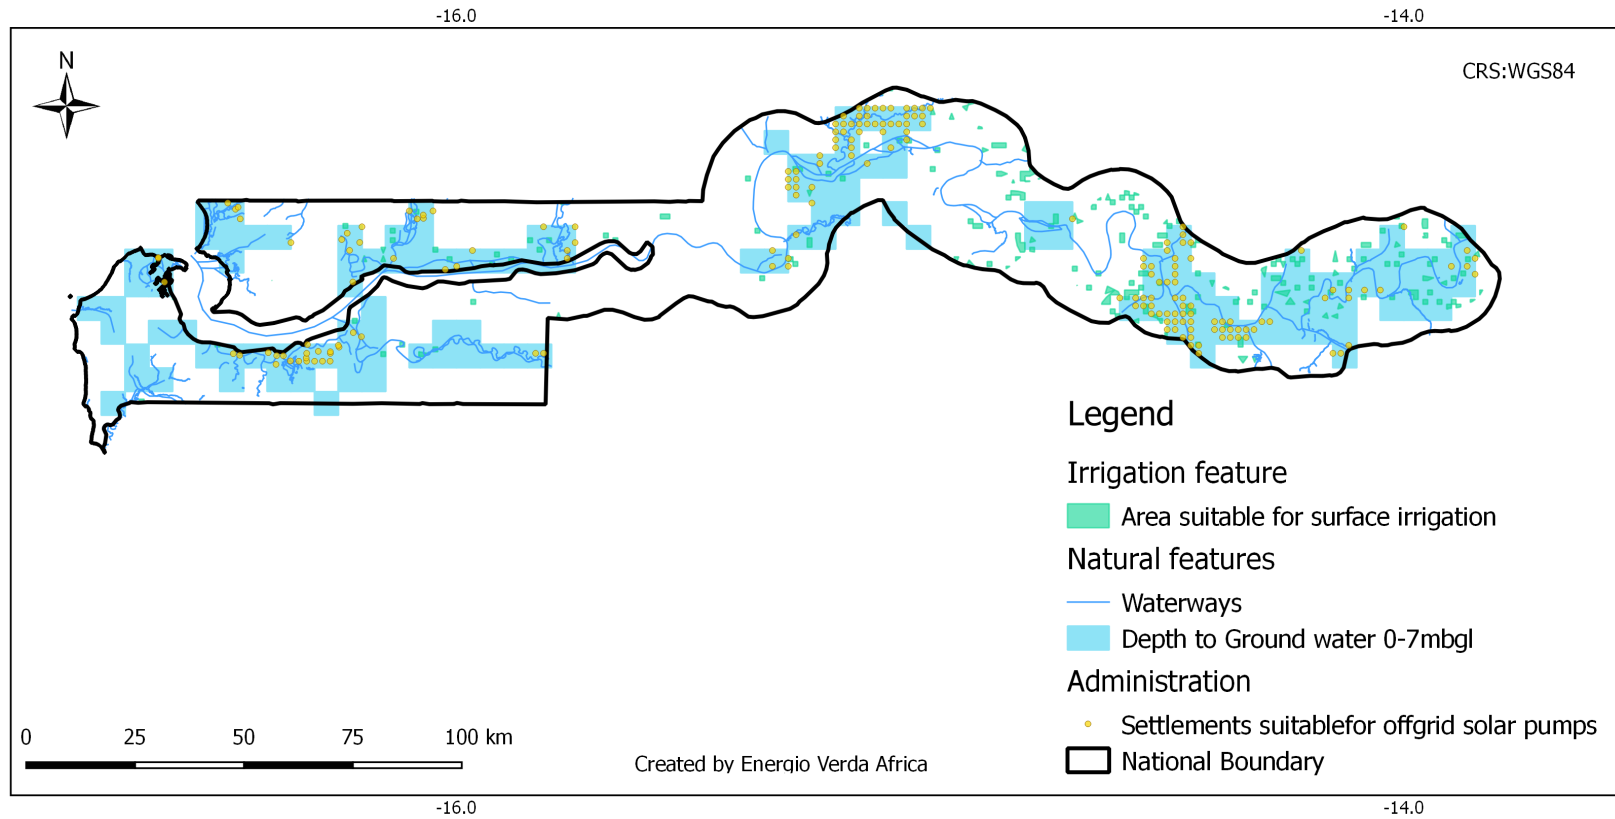 -16.0 -14.0
N
CRS:WGS84
Legend
Irrigation feature
Area suitable for surface irrigation
Natural features
Waterways
Depth to Ground water 0-7mbgl
Administration
Settlements suitablefor offgrid solar pumps
National Boundary
0 25 50 75 100 km
Created by Energio Verda Africa
-16.0 -14.0